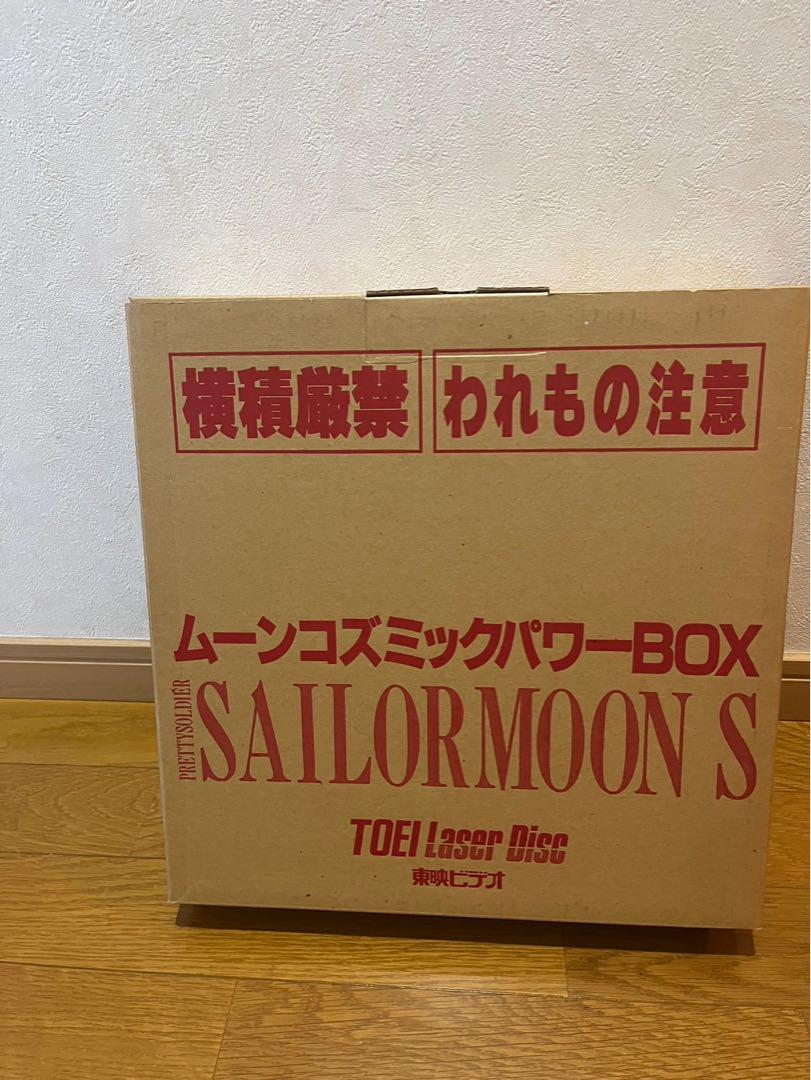 横積厳禁 われもの注意
ムーンコズミックパワーBOX
PRETTYSOLDIER
SAILORMOON S
TOEI Laser Disc
東映ビデオ